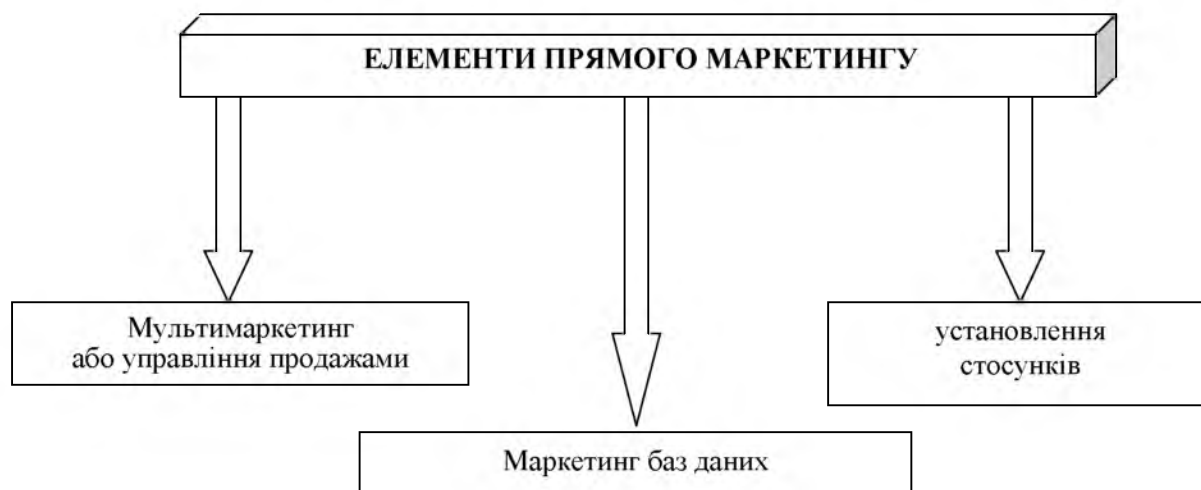 ЕЛЕМЕНТИ ПРЯМОГО МАРКЕТИНГУ
Мультимаркетинг
або управління продажами
установлення
стосунків
Маркетинг баз даних